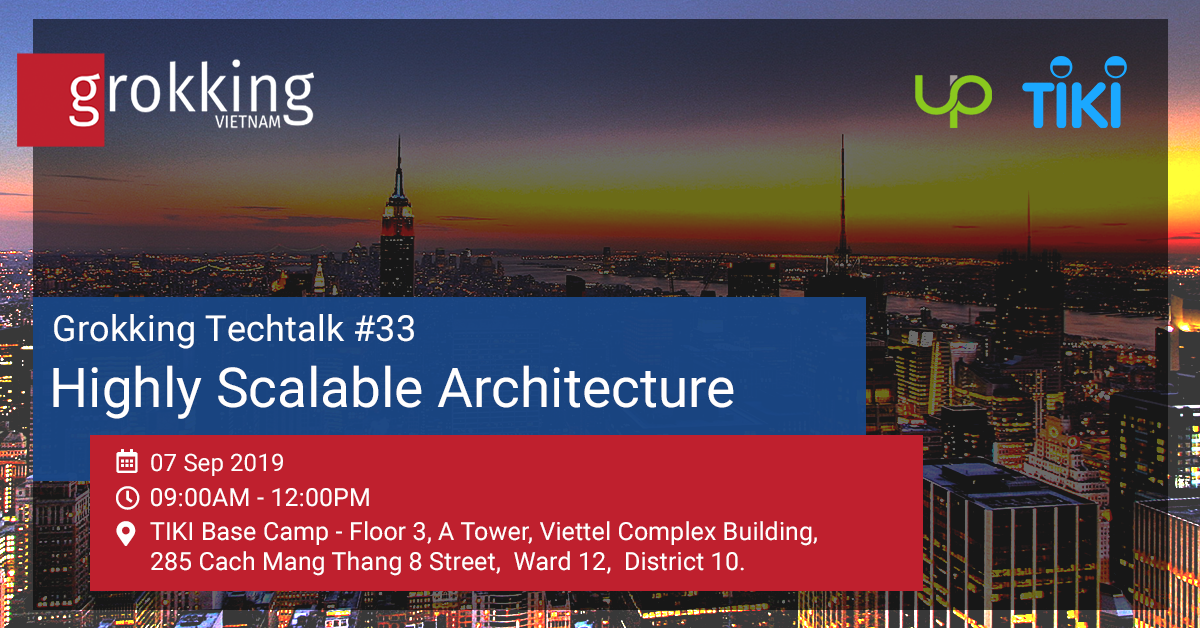 grokking
VIETNAM
up TIKI
Grokking Techtalk #33
Highly Scalable Architecture
07 Sep 2019
09:00AM - 12:00PM
TIKI Base Camp - Floor 3, A Tower, Viettel Complex Building,
285 Cach Mang Thang 8 Street, Ward 12, District 10.